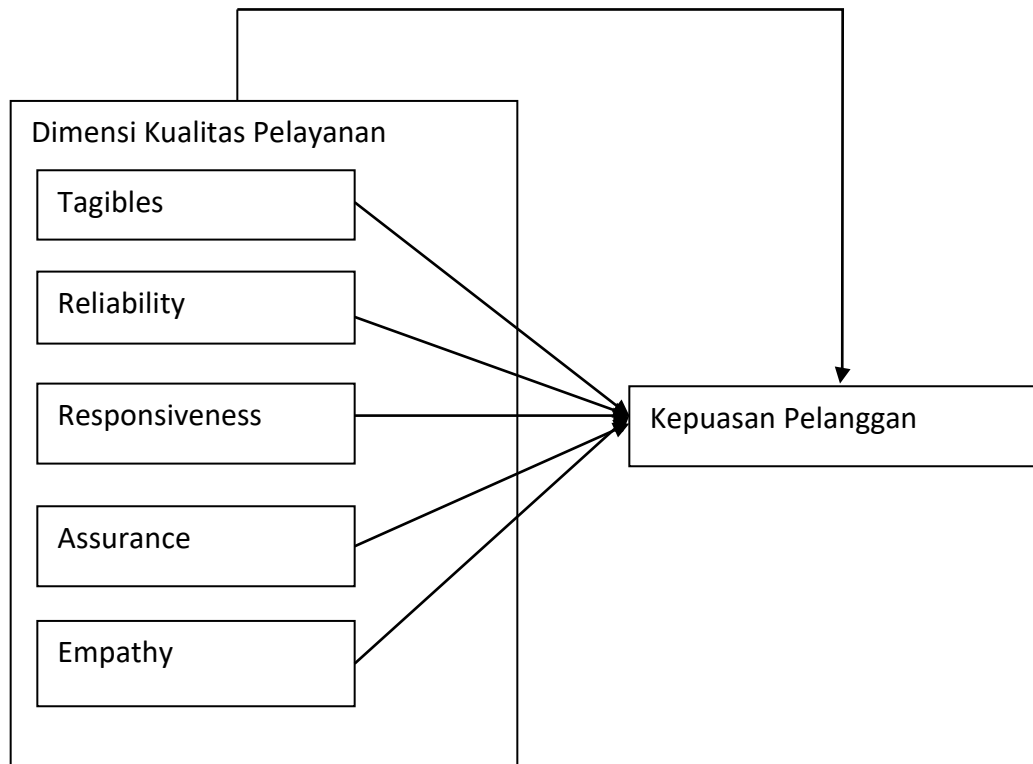 Dimensi Kualitas Pelayanan
Tagibles
Reliability
Responsiveness
Kepuasan Pelanggan
Assurance
Empathy